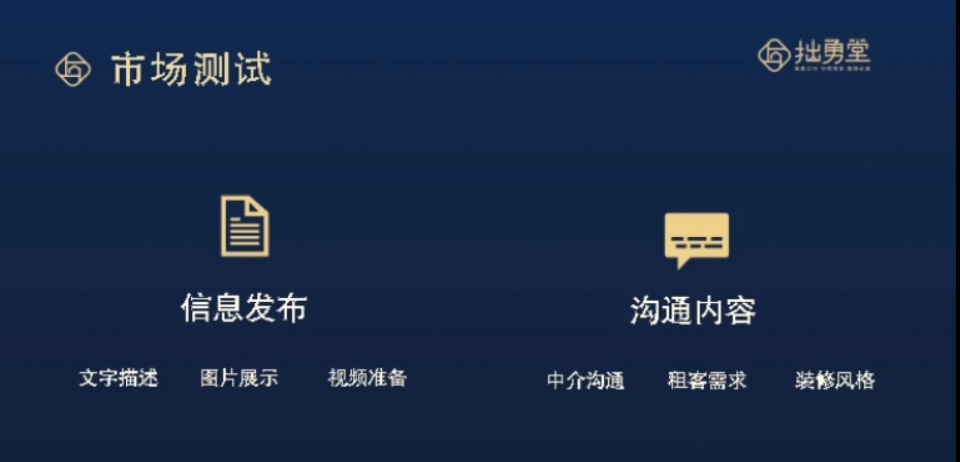 市场测试
拙勇堂
信息发布
沟通内容
文字描述 图片展示 视频准备
中介沟通 租客需求 装修风格